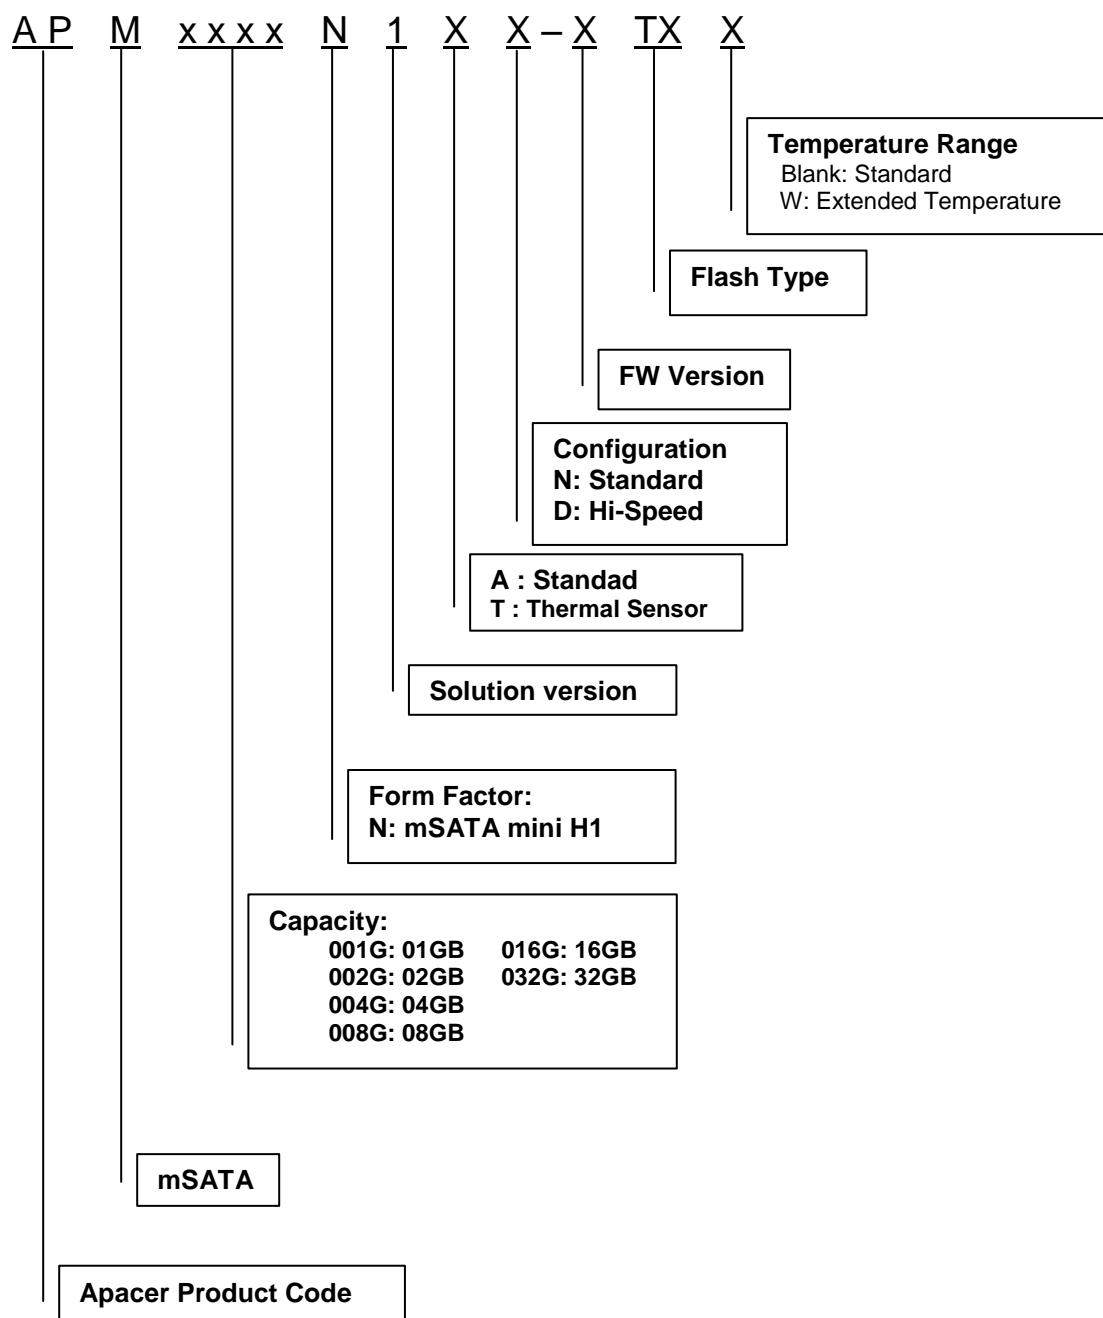 A P M x x x x N 1 X X – X TX X
Temperature Range
Blank: Standard
W: Extended Temperature
Flash Type
FW Version
Configuration
N: Standard
D: Hi-Speed
A : Standad
T : Thermal Sensor
Solution version
Form Factor:
N: mSATA mini H1
Capacity:
001G: 01GB 016G: 16GB
002G: 02GB 032G: 32GB
004G: 04GB
008G: 08GB
mSATA
Apacer Product Code